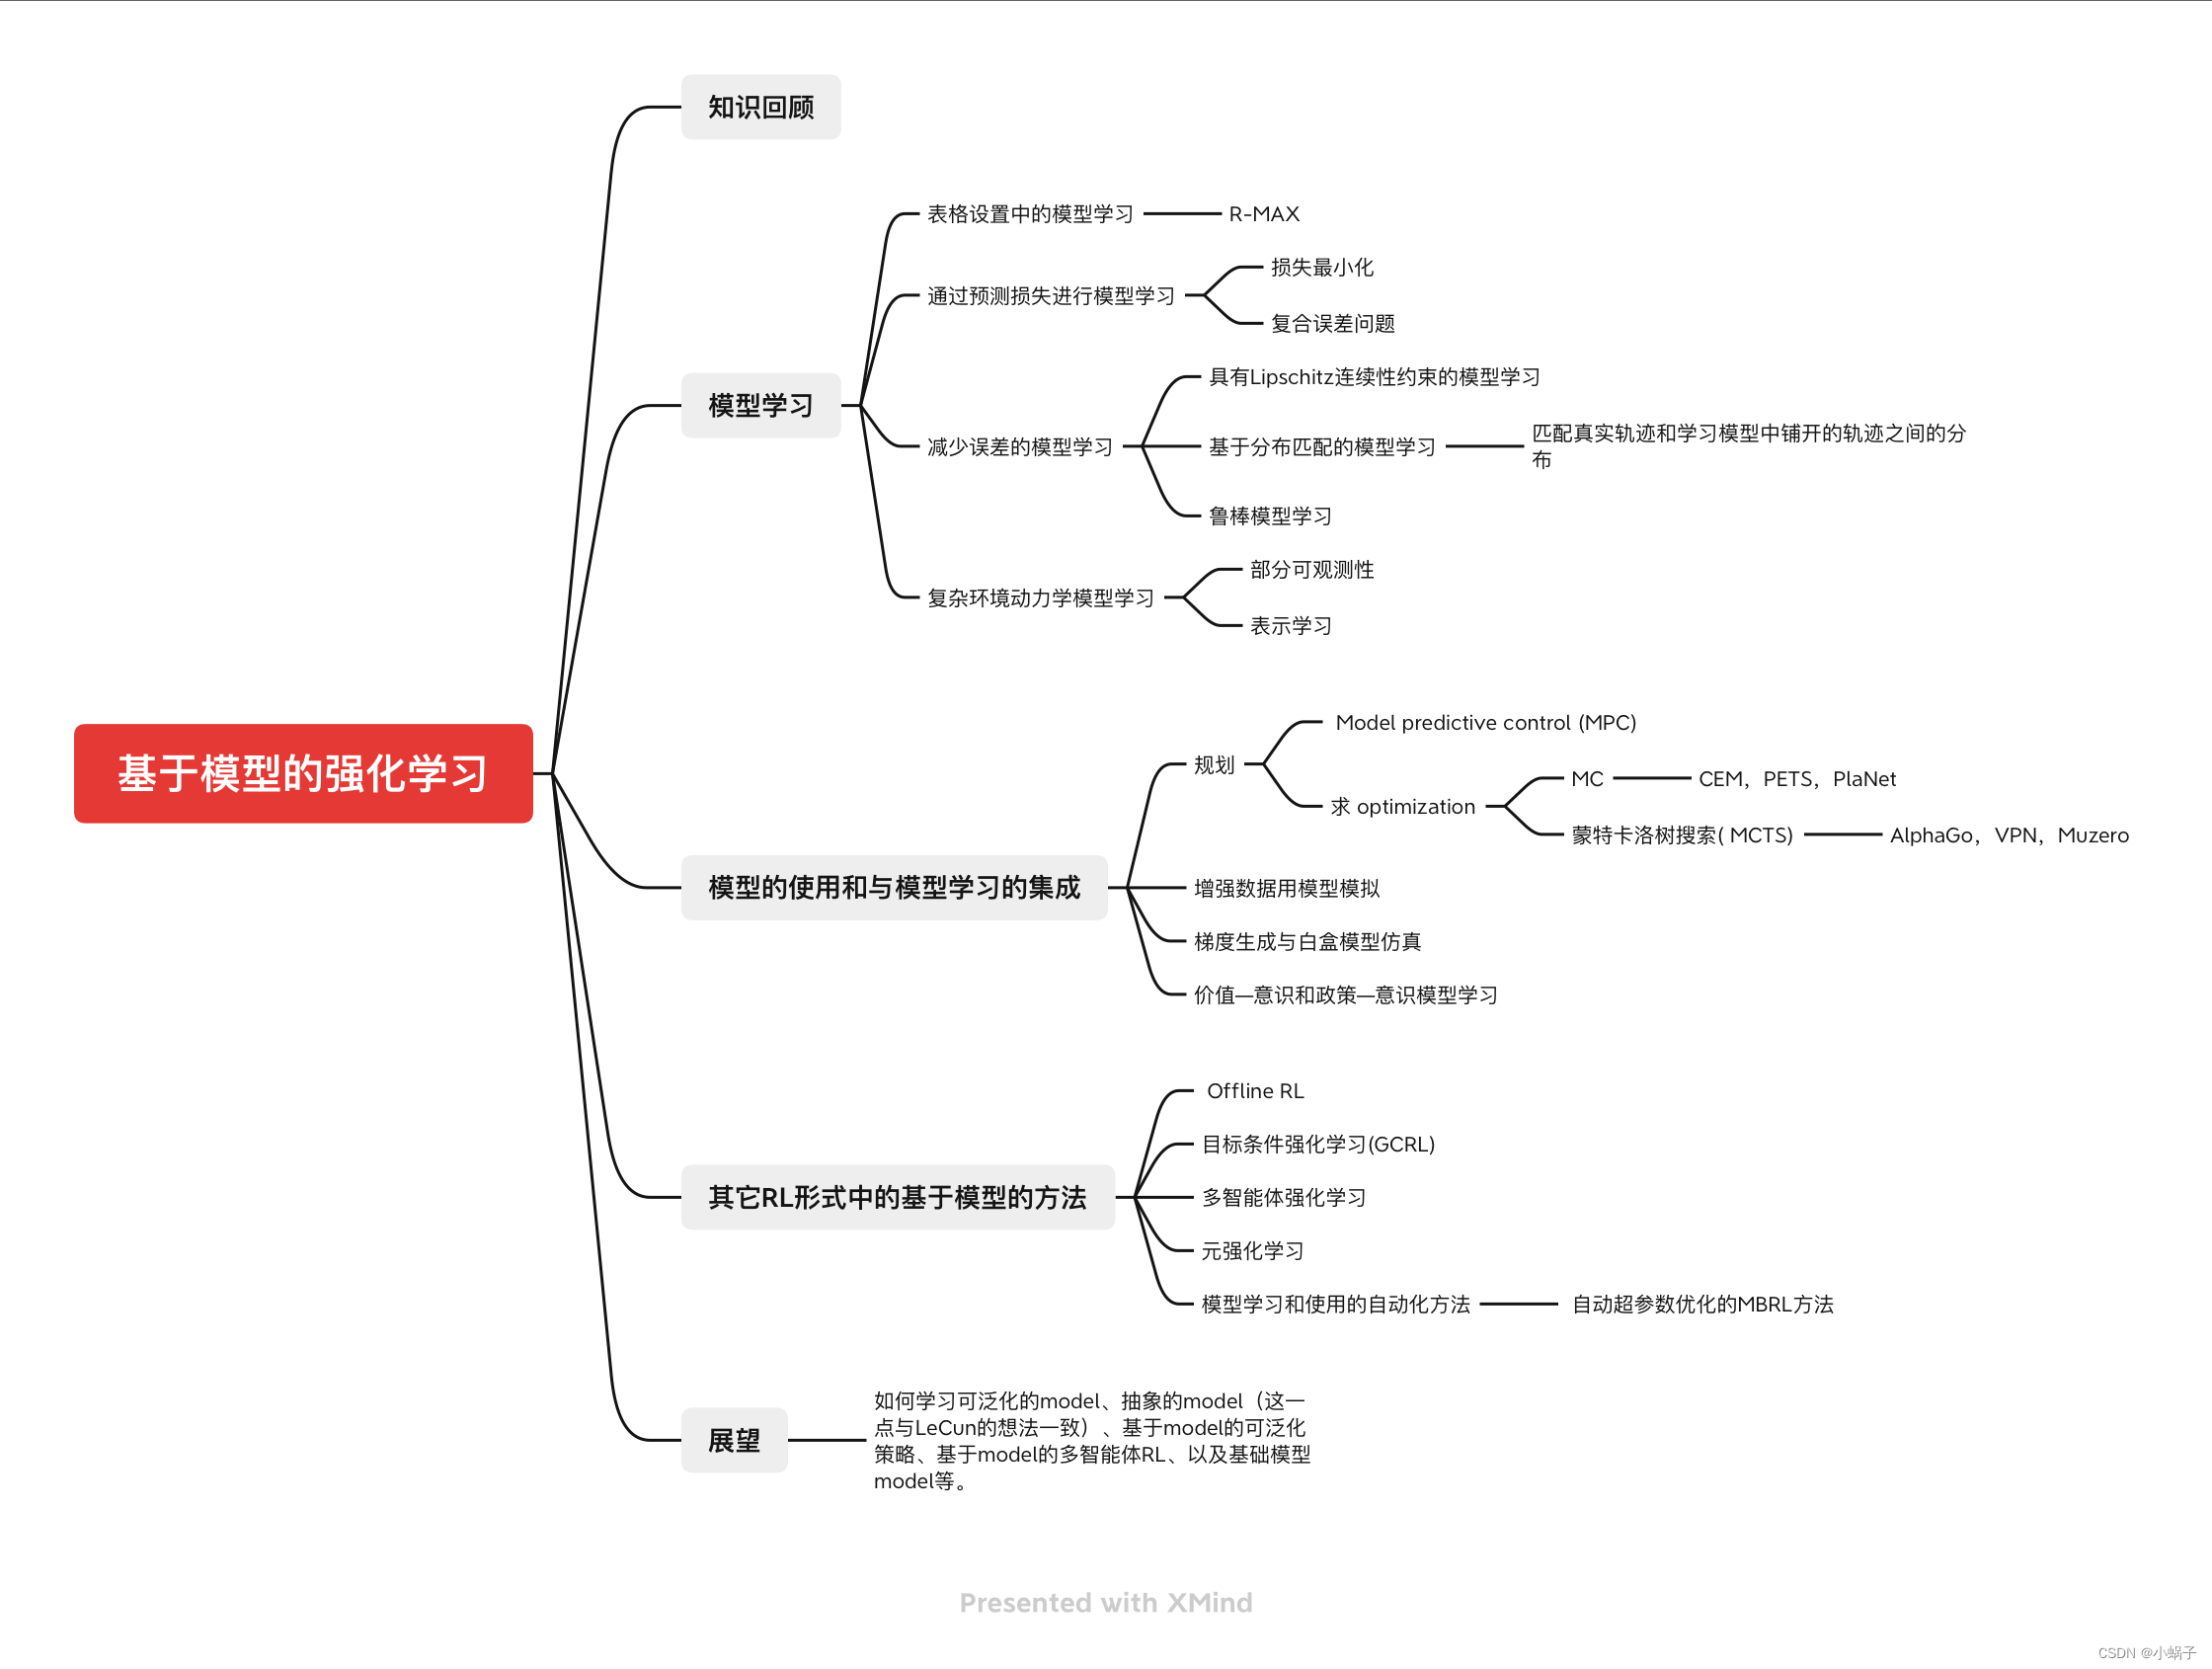 知识回顾
表格设置中的模型学习
R-MAX
通过预测损失进行模型学习
损失最小化
复合误差问题
模型学习
减少误差的模型学习
具有Lipschitz连续性约束的模型学习
基于分布匹配的模型学习
匹配真实轨迹和学习模型中铺开的轨迹之间的分
布
鲁棒模型学习
复杂环境动力学模型学习
部分可观测性
表示学习
基于模型的强化学习
模型的使用和与模型学习的集成
规划
Model predictive control (MPC)
求 optimization
MC
CEM，PETS，PlaNet
蒙特卡洛树搜索( MCTS)
AlphaGo，VPN，Muzero
增强数据用模型模拟
梯度生成与白盒模型仿真
价值—意识和政策—意识模型学习
其它RL形式中的基于模型的方法
Offline RL
目标条件强化学习(GCRL)
多智能体强化学习
元强化学习
模型学习和使用的自动化方法
自动超参数优化的MBRL方法
展望
如何学习可泛化的model、抽象的model（这一
点与LeCun的想法一致）、基于model的可泛化
策略、基于model的多智能体RL、以及基础模型
model等。
Presented with XMind
CSDN @小蜗子